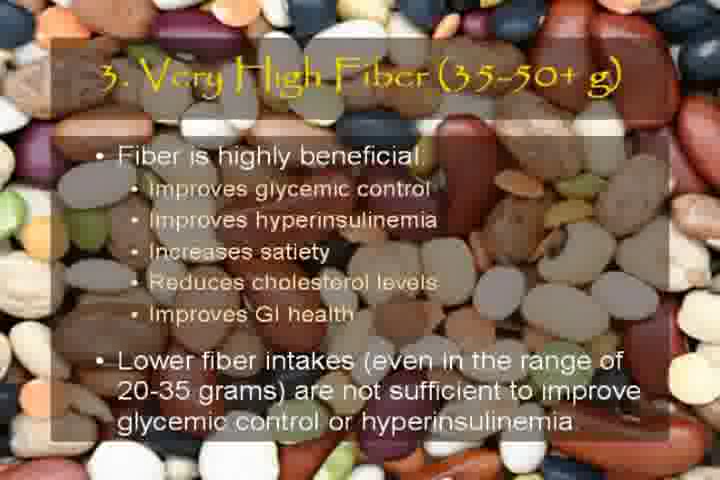 3. Very High Fiber (35-50+ g)
• Fiber is highly beneficial:
• Improves glycemic control
• Improves hyperinsulinemia
• Increases satiety
• Reduces cholesterol levels
• Improves GI health
• Lower fiber intakes (even in the range of
20-35 grams) are not sufficient to improve
glycemic control or hyperinsulinemia